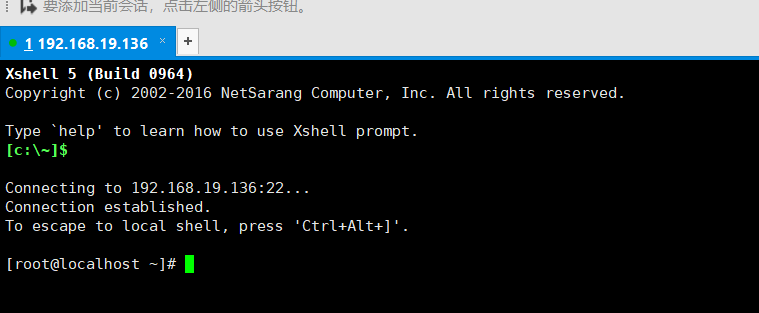 要添加当前会话，点击左侧的箭头按钮。
1 192.168.19.136 × +
Xshell 5 (Build 0964)
Copyright (c) 2002-2016 NetSarang Computer, Inc. All rights reserved.
Type `help' to learn how to use Xshell prompt.
[c:\~]$
Connecting to 192.168.19.136:22...
Connection established.
To escape to local shell, press 'Ctrl+Alt+]'.
[root@localhost ~]#